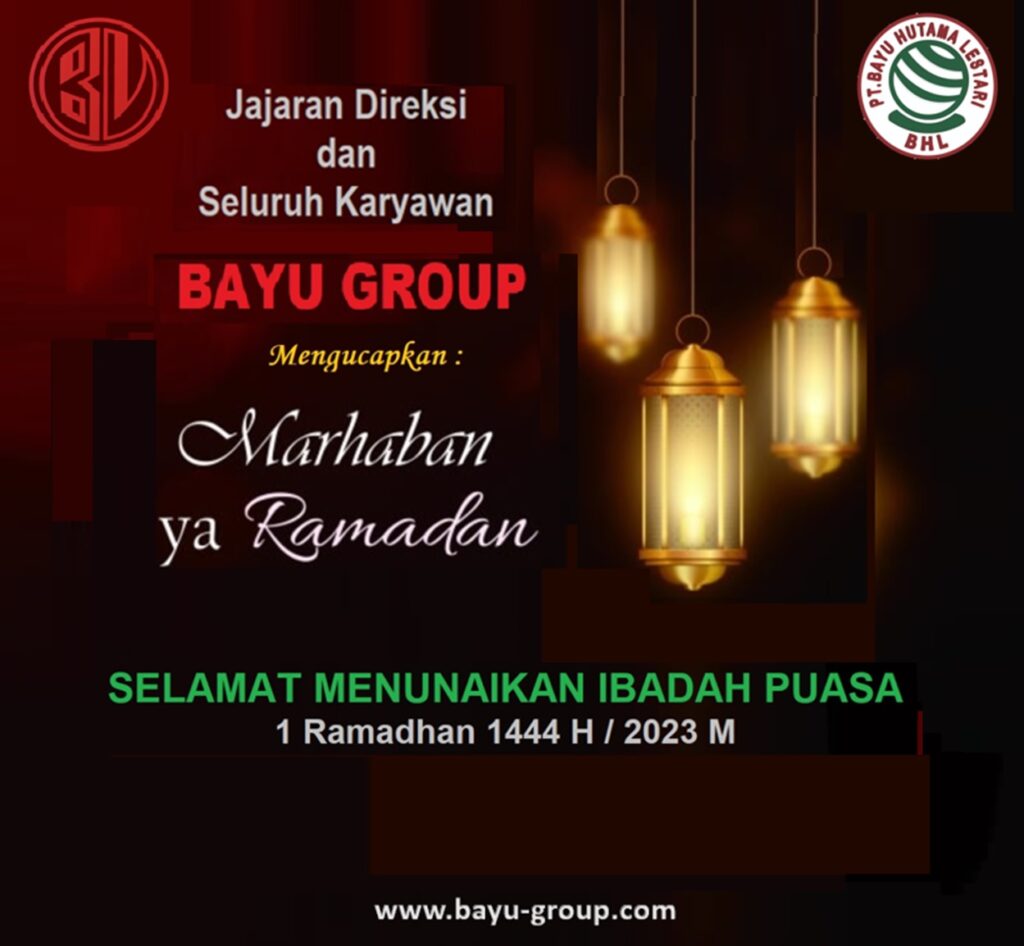 BV
PT.BAYU HUTAMA LESTARI
BHL
Jajaran Direksi
dan
Seluruh Karyawan
BAYU GROUP
Mengucapkan :
Marhaban
ya Ramadan
SELAMAT MENUNAIKAN IBADAH PUASA
1 Ramadhan 1444 H / 2023 M
www.bayu-group.com